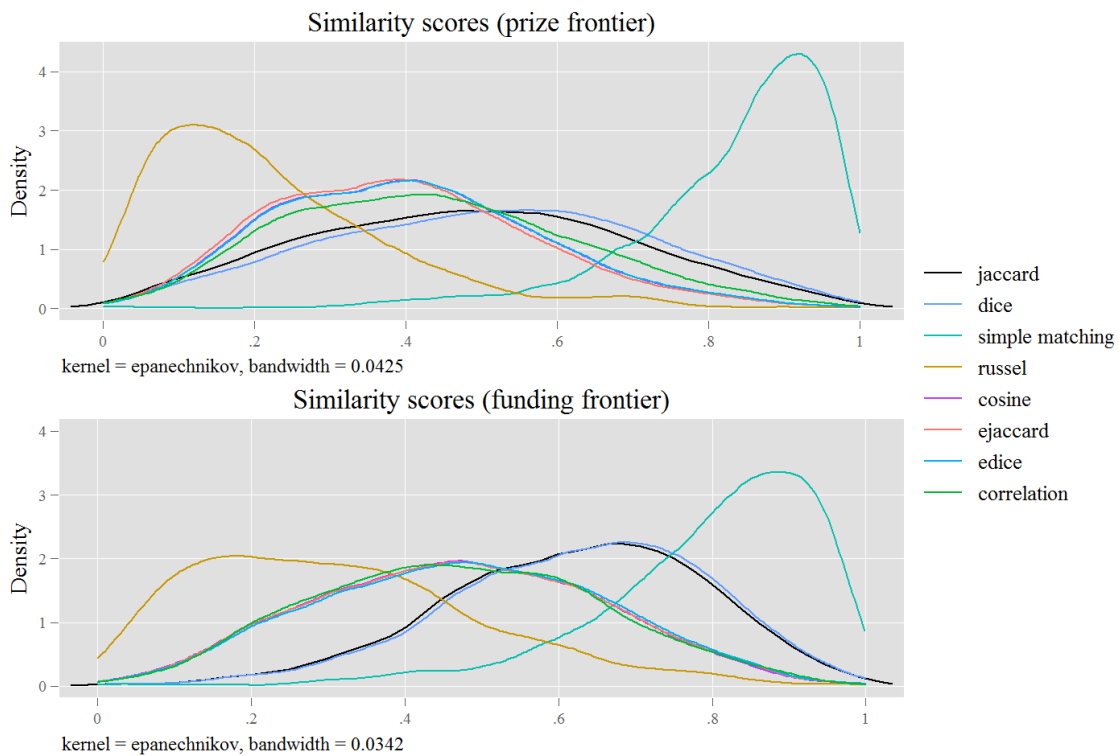 Similarity scores (prize frontier)
Density
4
3
2
1
0
0 .2 .4 .6 .8 1
kernel = epanechnikov, bandwidth = 0.0425
Similarity scores (funding frontier)
Density
4
3
2
1
0
0 .2 .4 .6 .8 1
kernel = epanechnikov, bandwidth = 0.0342
jaccard
dice
simple matching
russel
cosine
ejaccard
edice
correlation